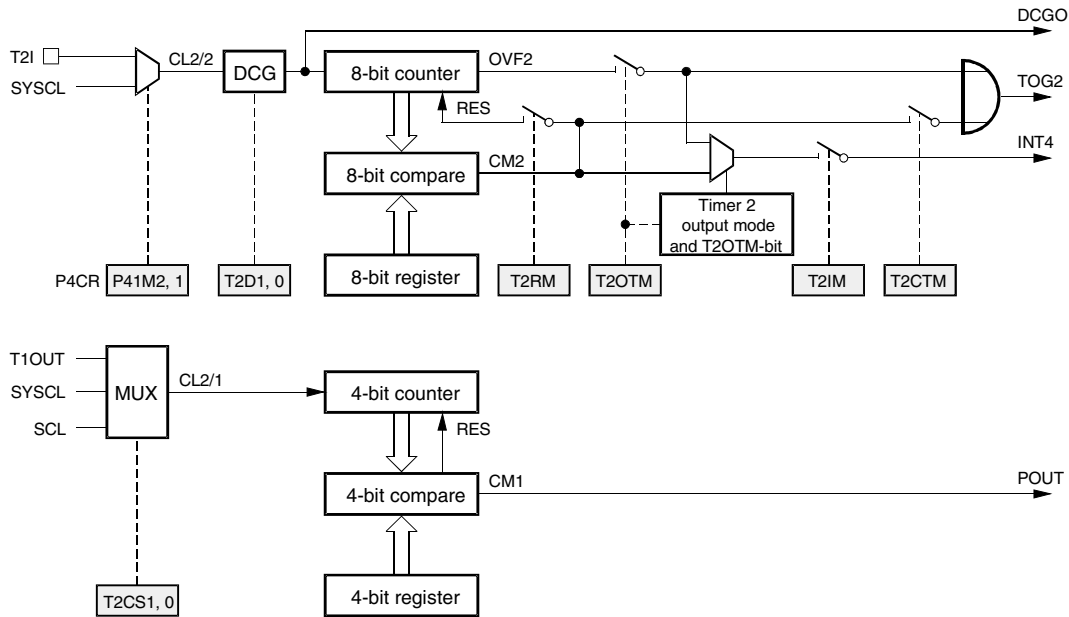 DCGO
T2I
CL2/2
DCG
8-bit counter
OVF2
TOG2
SYSCL
RES
INT4
8-bit compare
CM2
Timer 2
output mode
and T2OTM-bit
P4CR
P41M2, 1
T2D1, 0
8-bit register
T2RM
T2OTM
T2IM
T2CTM
T1OUT
SYSCL
SCL
MUX
CL2/1
4-bit counter
RES
4-bit compare
CM1
POUT
T2CS1, 0
4-bit register